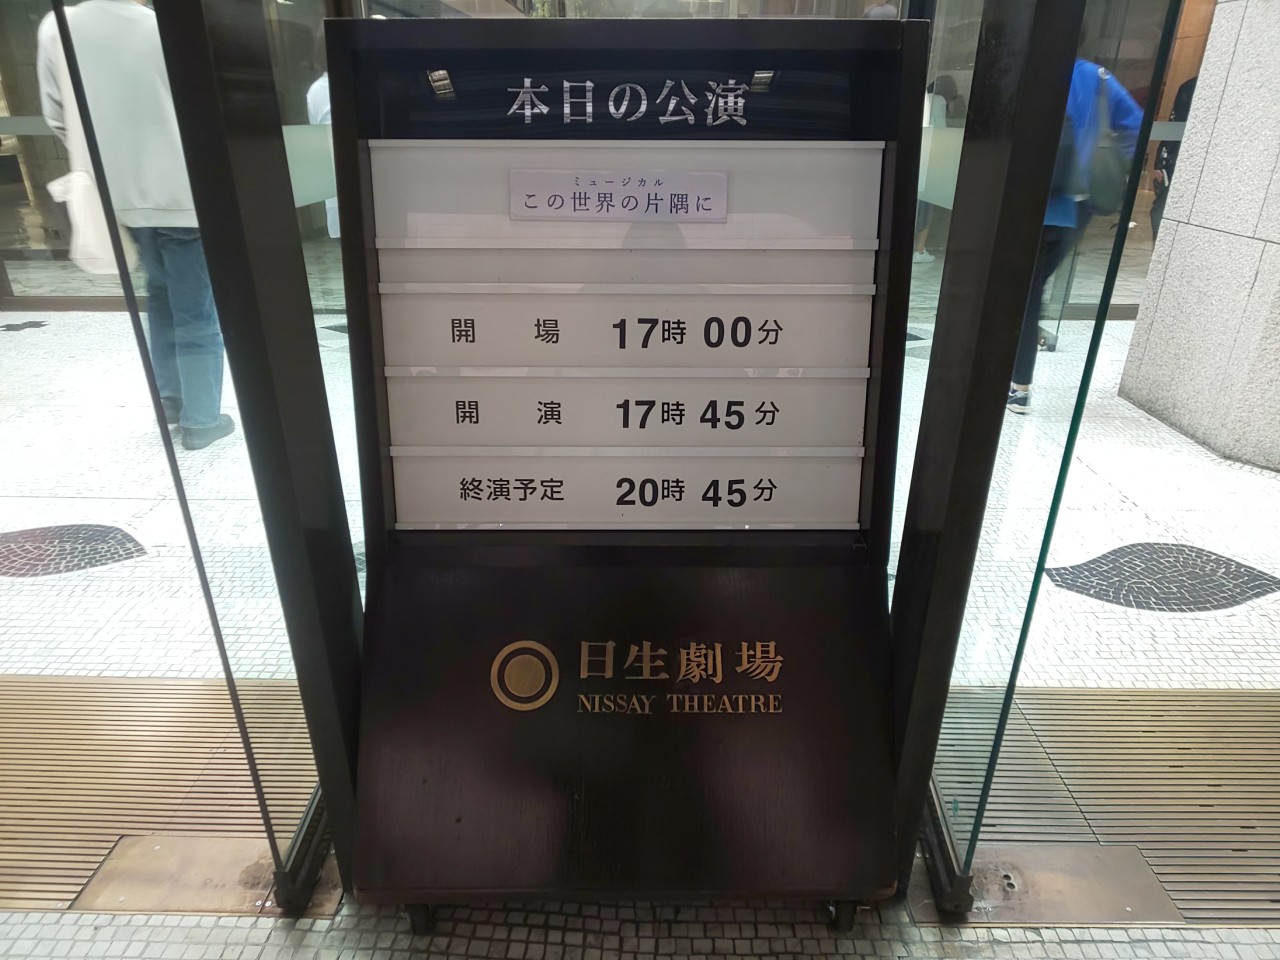 本日の公演
ミュージカル
この世界の片隅に
開場 17時00分
開演 17時45分
終演予定 20時45分
日生劇場
NISSAY THEATRE